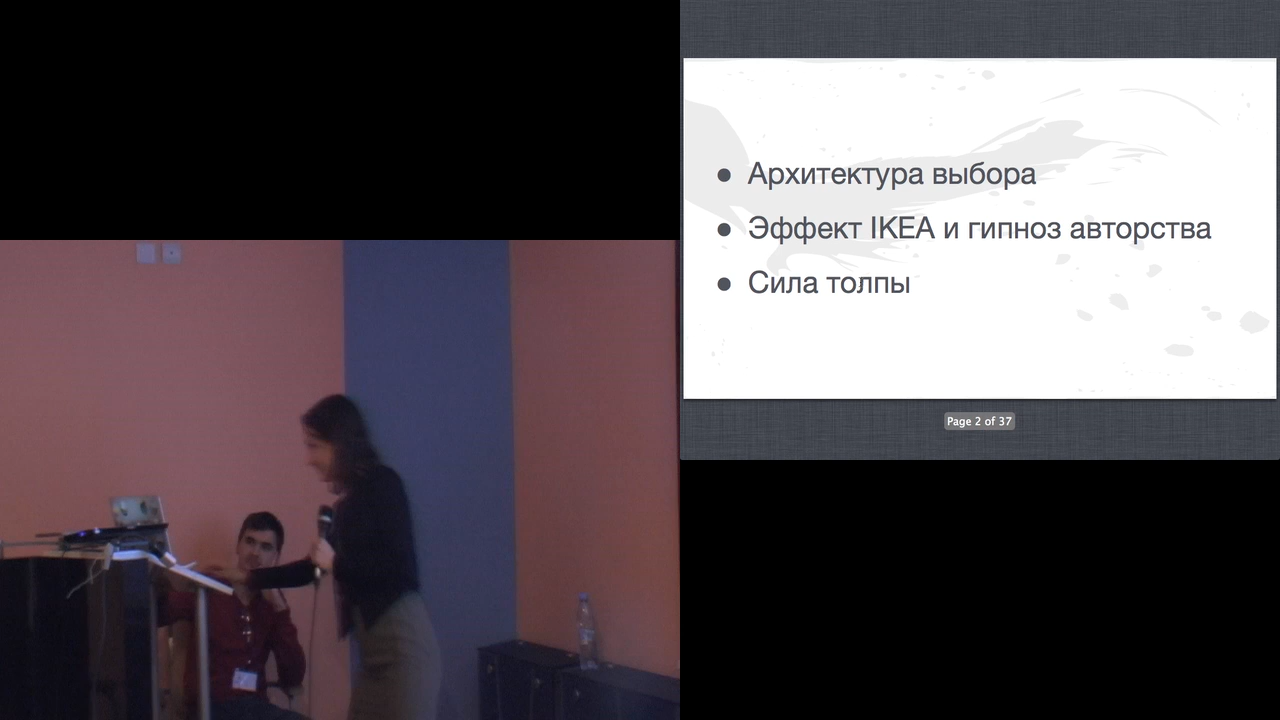 • Архитектура выбора
• Эффект IKEA и гипноз авторства
• Сила толпы
Page 2 of 37